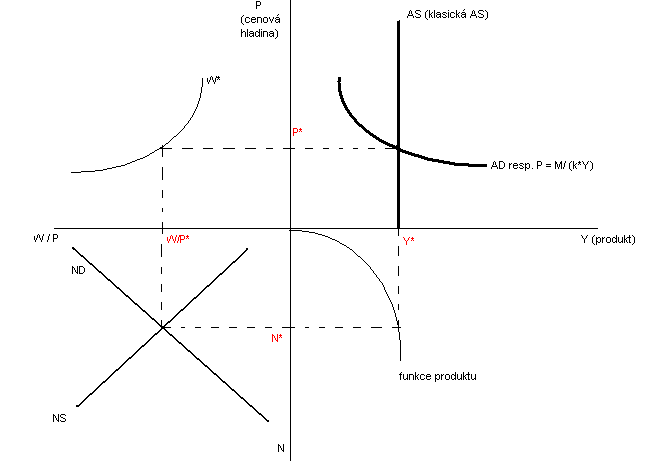 P
(cenová
hladina)
AS (klasická AS)
W*
P*
AD resp. P = M/ (k*Y)
W / P
W/P*
Y*
Y (produkt)
ND
N*
funkce produktu
NS
N